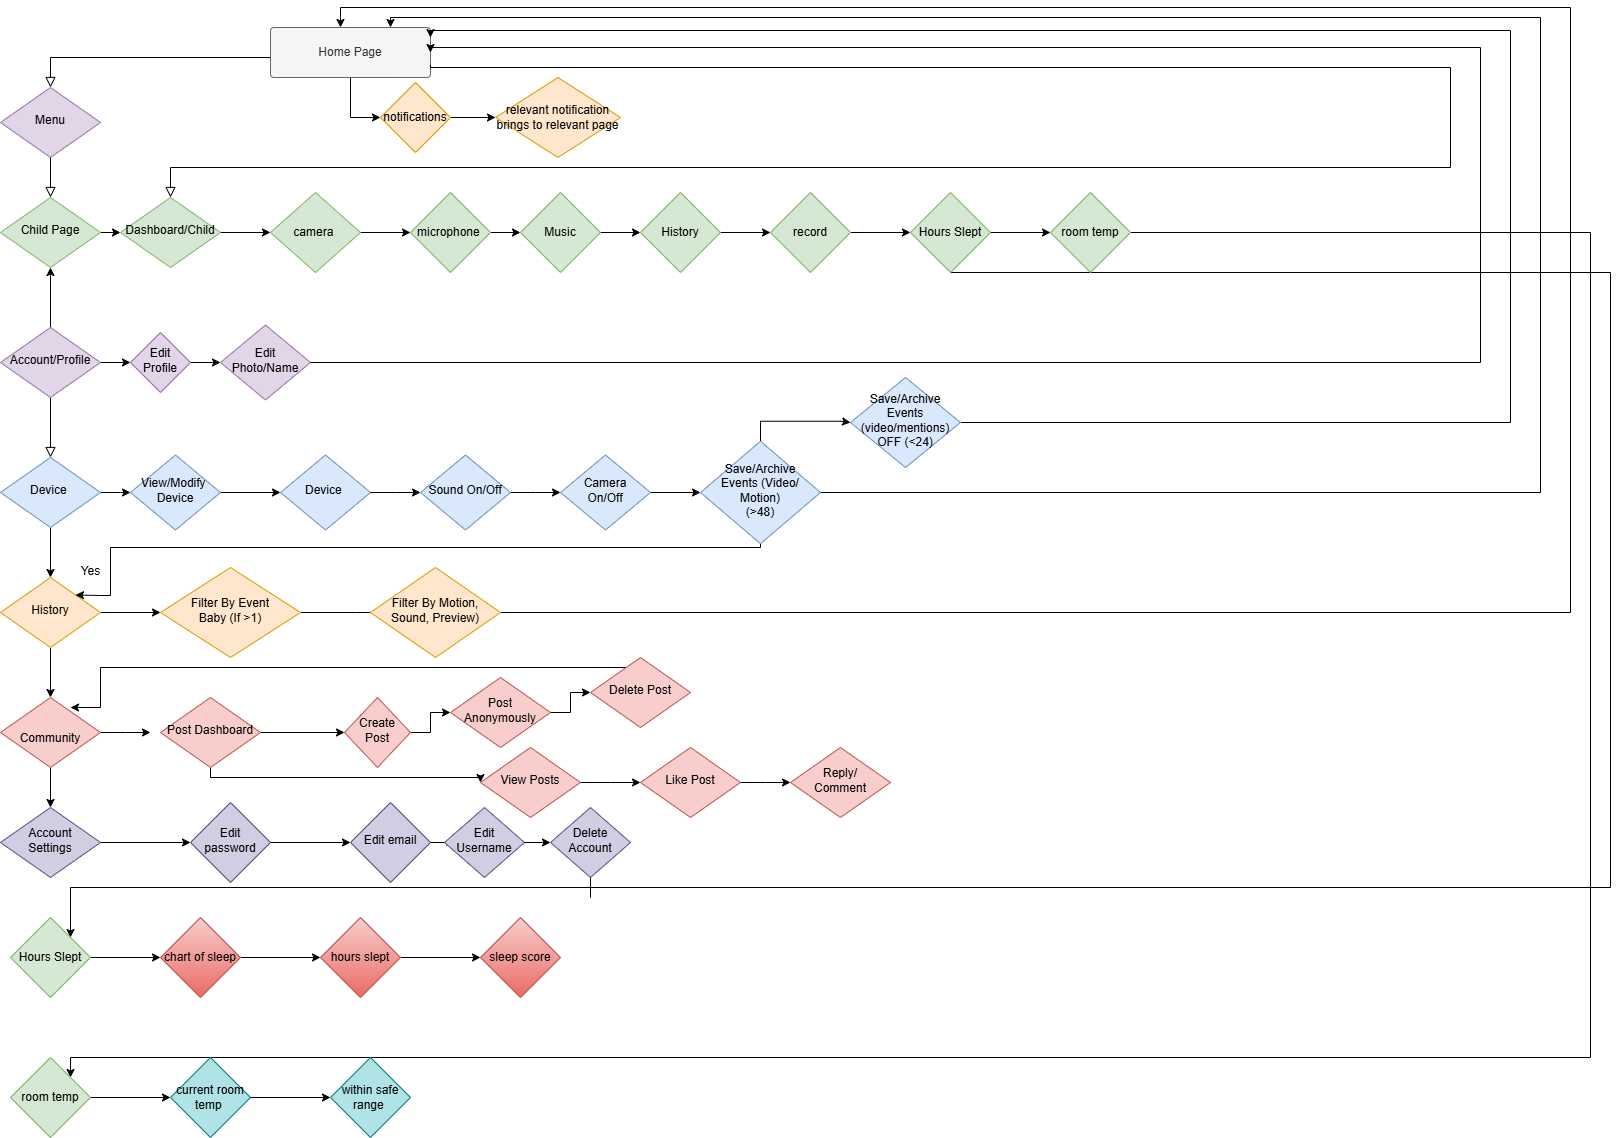 Home Page
notifications
relevant notification
brings to relevant page
Menu
Child Page
Dashboard/Child
camera
microphone
Music
History
record
Hours Slept
room temp
Account/Profile
Edit
Profile
Edit
Photo/Name
Save/Archive
Events
(video/mentions)
OFF (<24)
Device
View/Modify
Device
Device
Sound On/Off
Camera
On/Off
Save/Archive
Events (Video/
Motion)
(>48)
Yes
History
Filter By Event
Baby (If >1)
Filter By Motion,
Sound, Preview)
Community
Post Dashboard
Create
Post
Post
Anonymously
Delete Post
View Posts
Like Post
Reply/
Comment
Account
Settings
Edit
password
Edit email
Edit
Username
Delete
Account
Hours Slept
chart of sleep
hours slept
sleep score
room temp
current room
temp
within safe
range